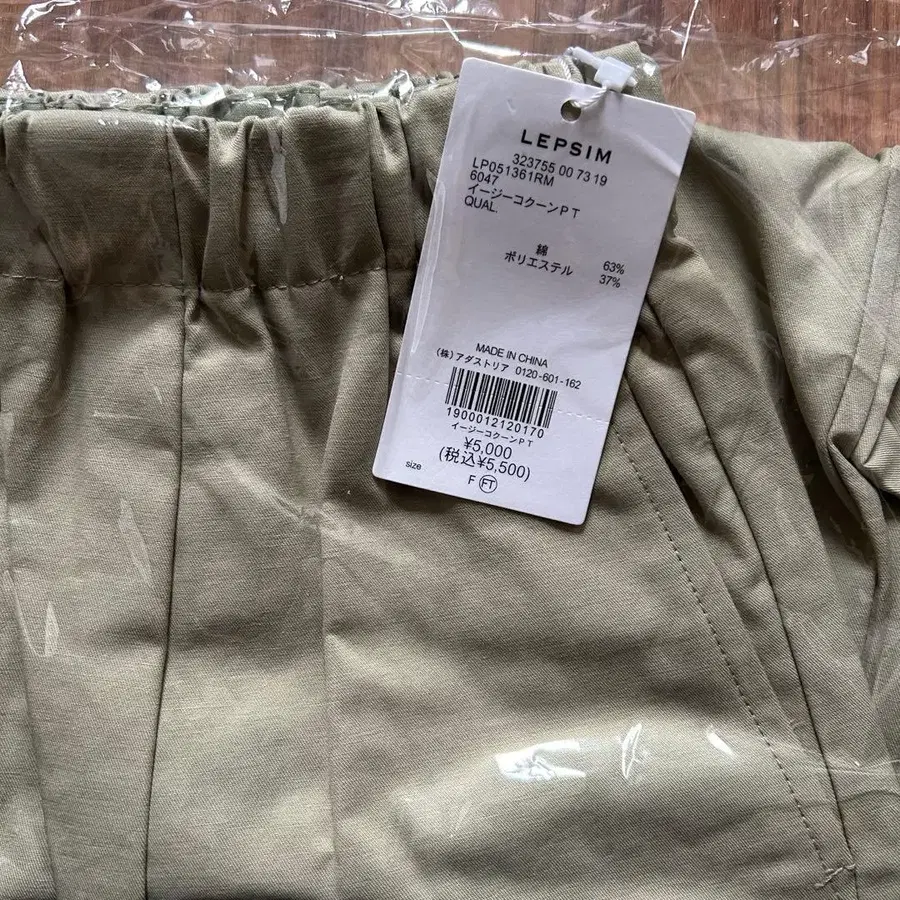 LEPSIM
323755 00 73 19
LP051361RM
6047
イージーコクーンPT
QUAL.
綿 63%
ポリエステル 37%
MADE IN CHINA
(株)アダストリア 0120-601-162
1900012120170
イージーコクーンPT
¥5,000
(税込¥5,500)
size F FT